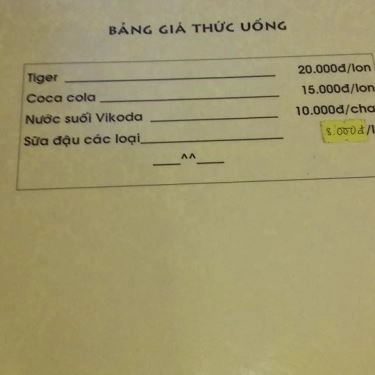 BẢNG GIÁ THỨC UỐNG
Tiger 20.000đ/lon
Coca cola 15.000đ/lon
Nước suối Vikoda 10.000đ/cha
Sữa đậu các loại 8.000đ/l
^^